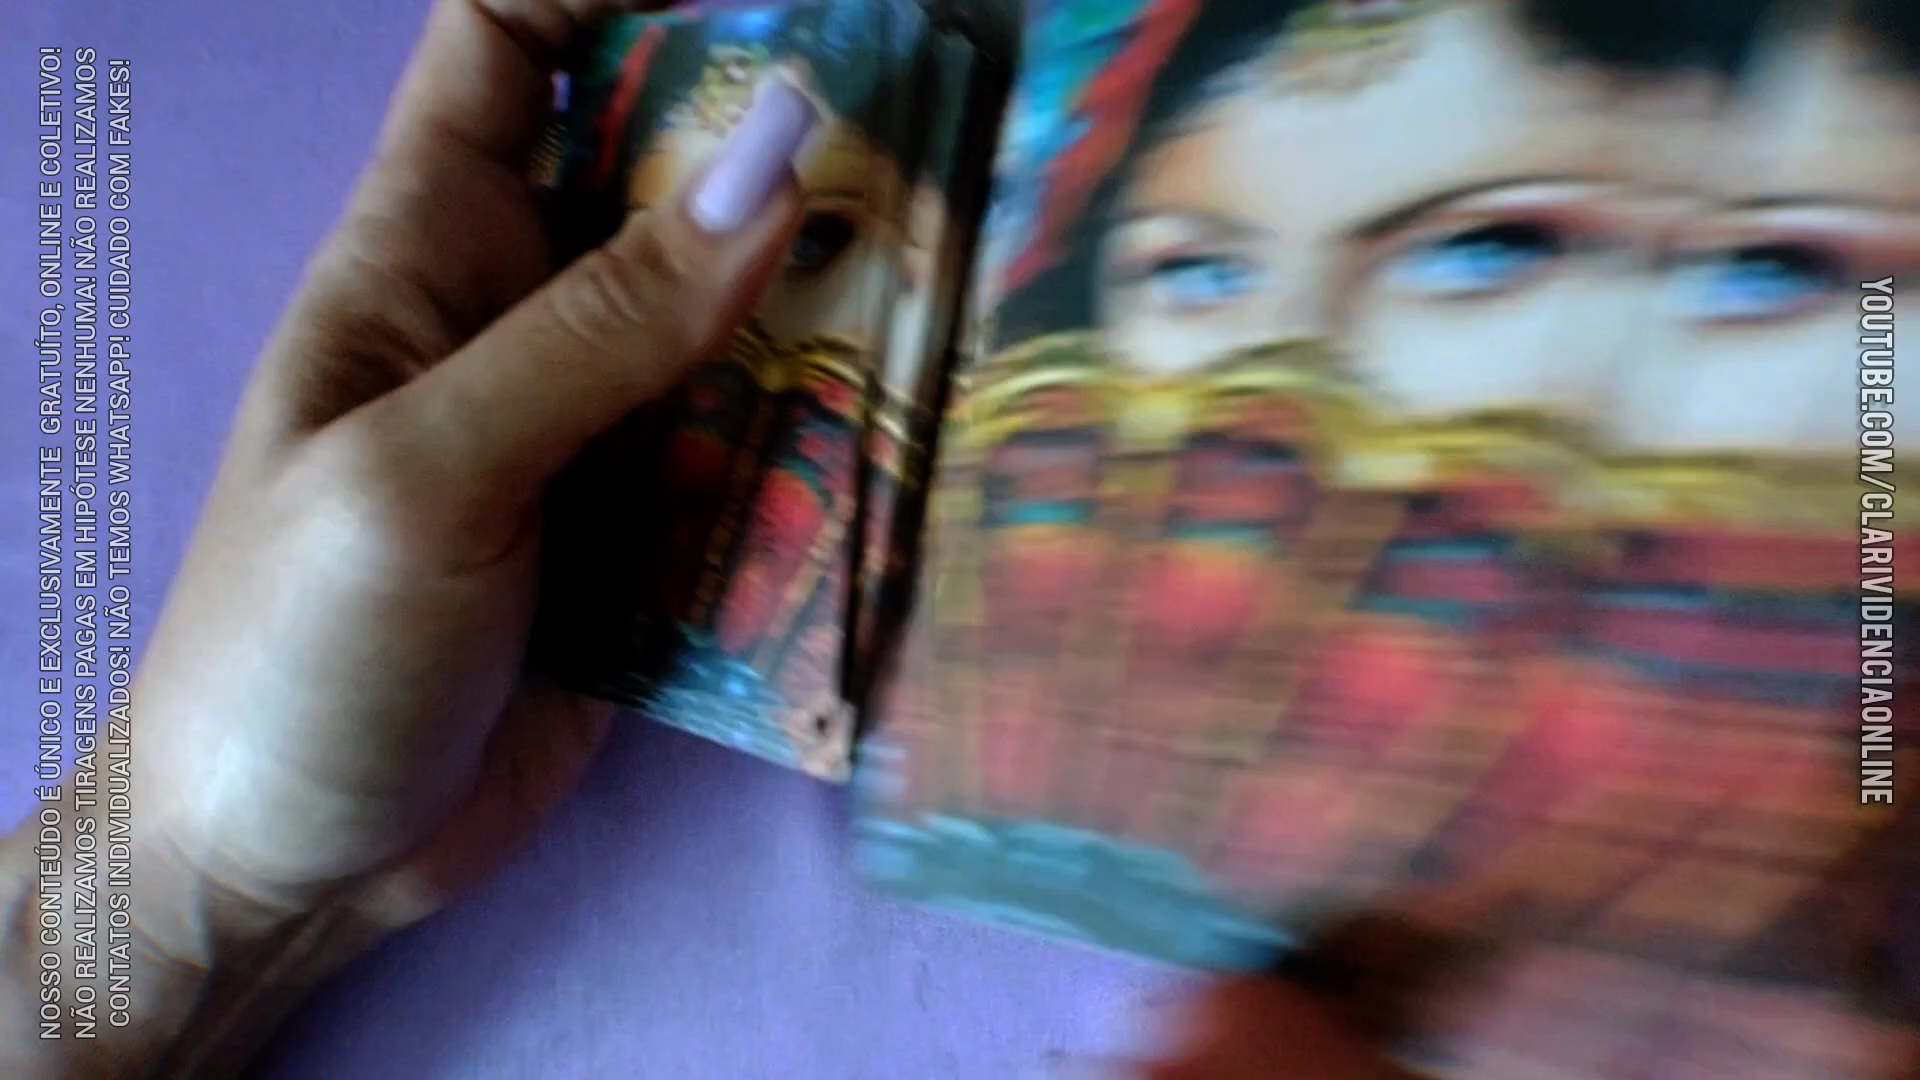 NOSSO CONTEÚDO É ÚNICO E EXCLUSIVAMENTE GRATUÍTO, ONLINE E COLETIVO!
NÃO REALIZAMOS TIRAGENS PAGAS EM HIPÓTESE NENHUMA! NÃO REALIZAMOS
CONTATOS INDIVIDUALIZADOS! NÃO TEMOS WHATSAPP! CUIDADO COM FAKES!
YOUTUBE.COM/CLARIVIDENCIAONLINE